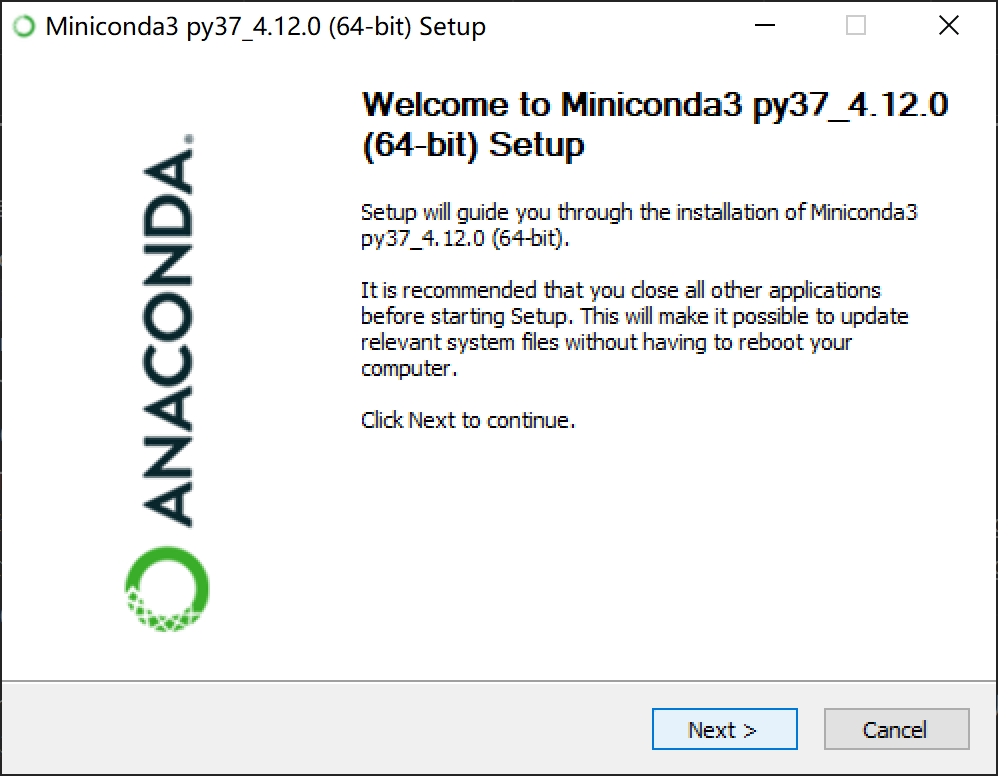 Miniconda3 py37_4.12.0 (64-bit) Setup
Welcome to Miniconda3 py37_4.12.0
(64-bit) Setup
Setup will guide you through the installation of Miniconda3
py37_4.12.0 (64-bit).
It is recommended that you close all other applications
before starting Setup. This will make it possible to update
relevant system files without having to reboot your
computer.
Click Next to continue.
ANACONDA.
Next >
Cancel